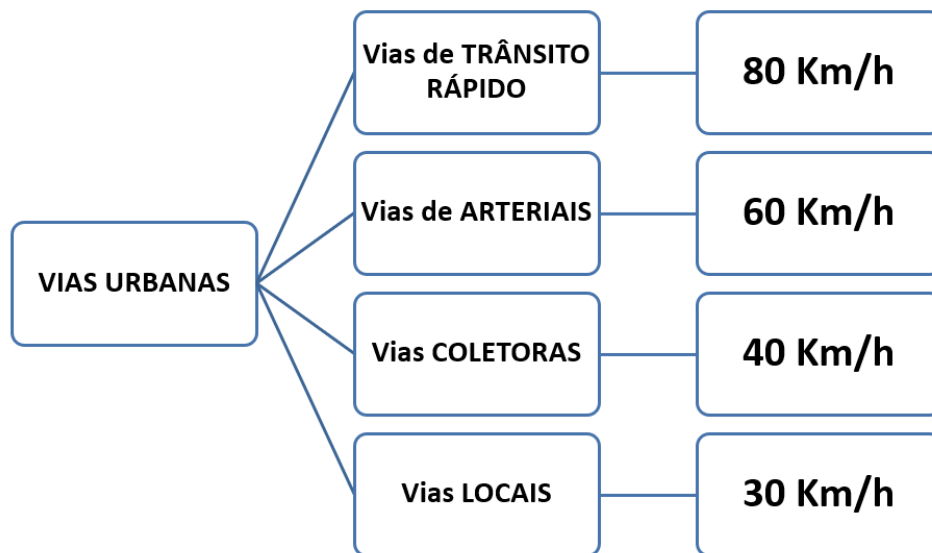 Vias de TRÂNSITO
RÁPIDO
80 Km/h
Vias de ARTERIAIS
60 Km/h
VIAS URBANAS
Vias COLETORAS
40 Km/h
Vias LOCAIS
30 Km/h